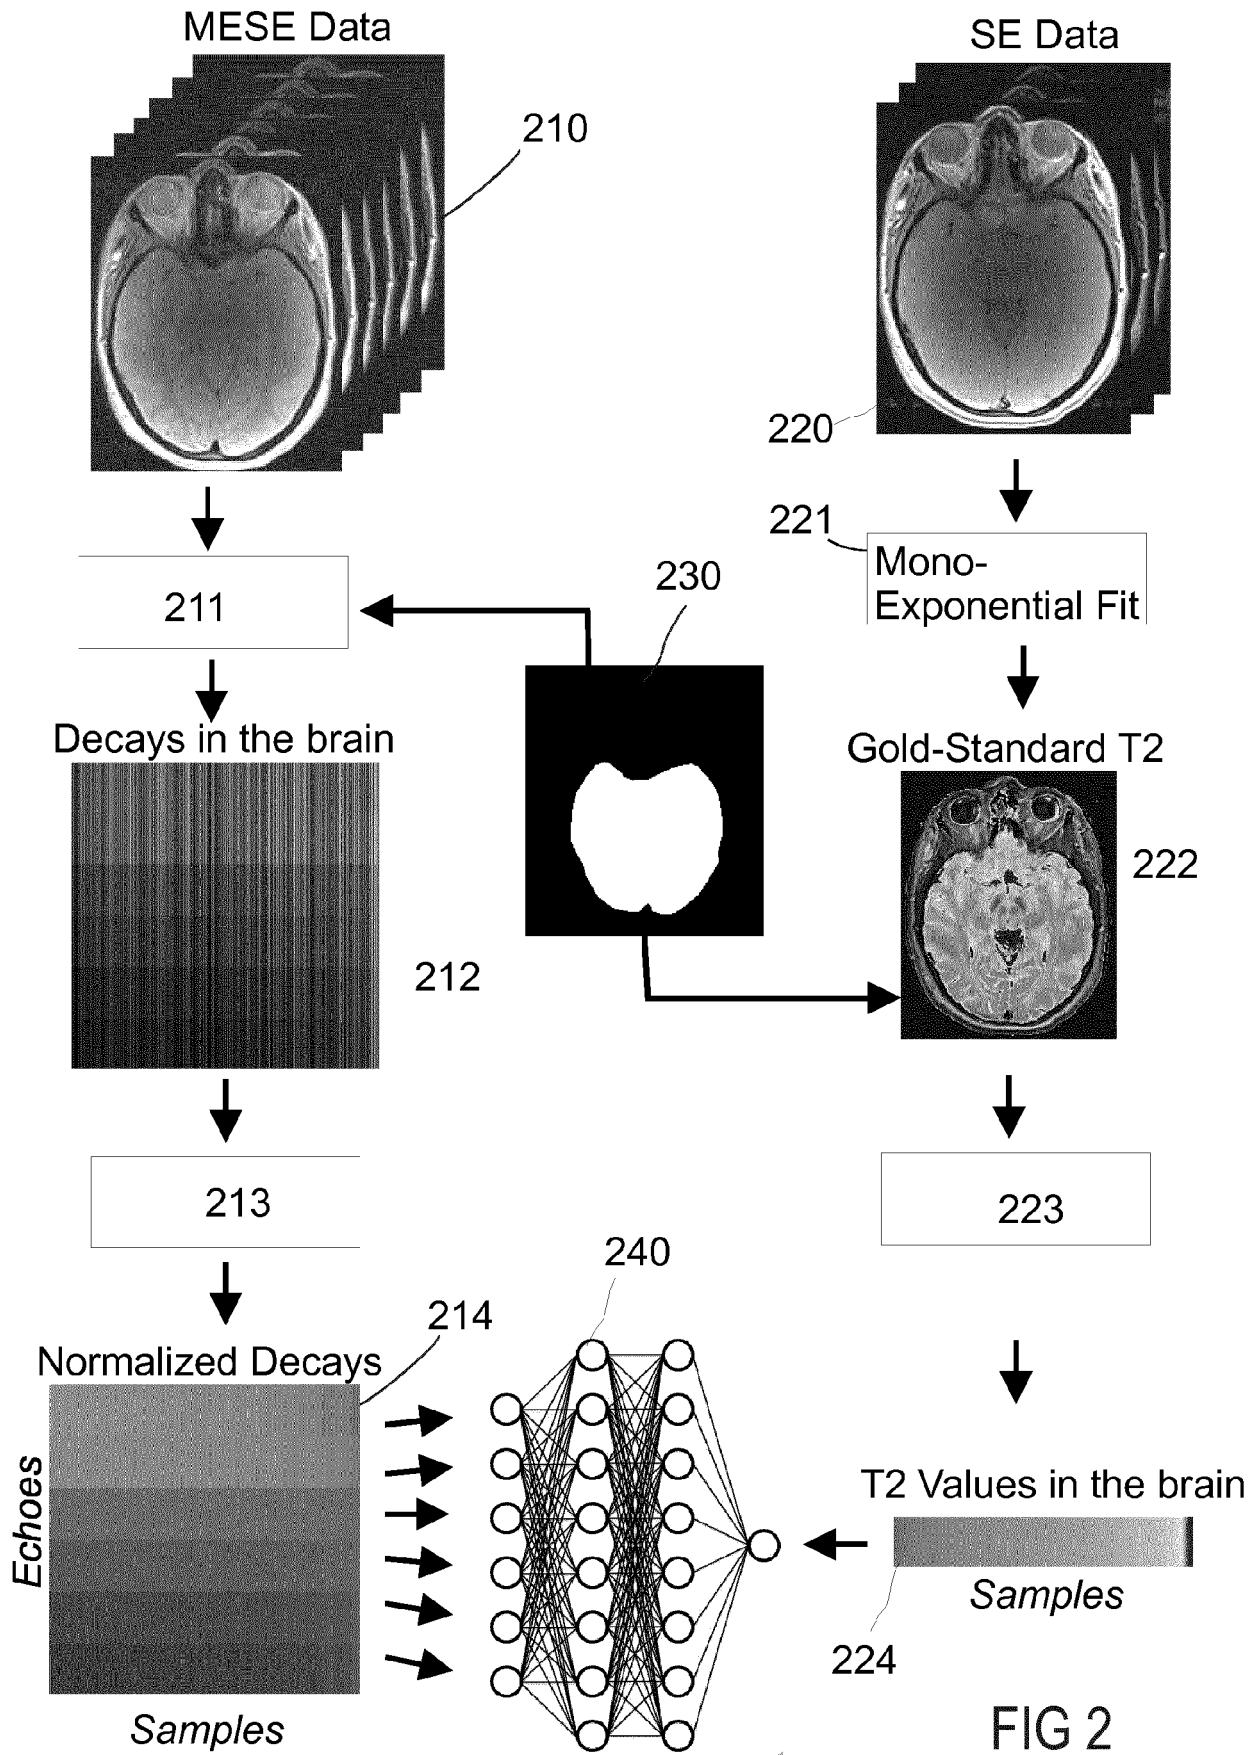 MESE Data
SE Data
210
220
221
Mono-
Exponential Fit
211
230
Decays in the brain
Gold-Standard T2
222
212
213
223
240
214
Normalized Decays
Echoes
Samples
T2 Values in the brain
Samples
224
FIG 2